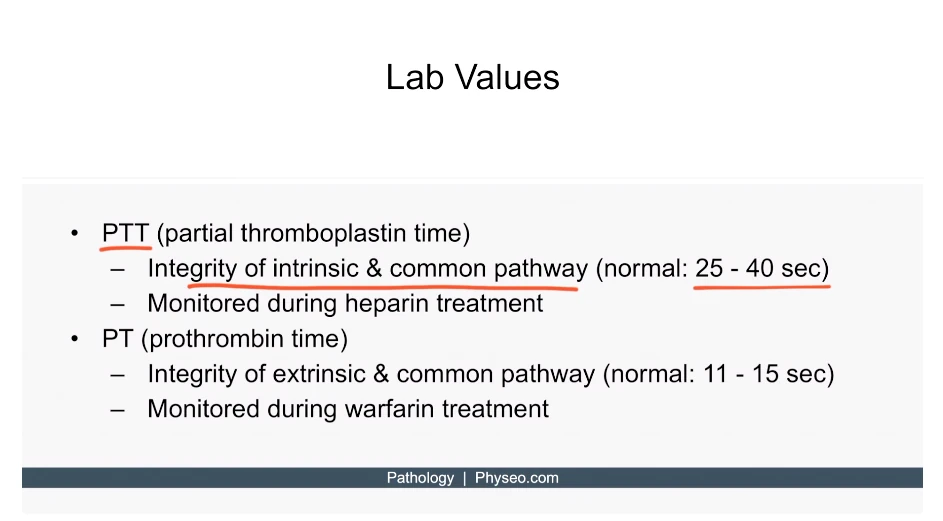 Lab Values
• PTT (partial thromboplastin time)
– Integrity of intrinsic & common pathway (normal: 25 - 40 sec)
– Monitored during heparin treatment
• PT (prothrombin time)
– Integrity of extrinsic & common pathway (normal: 11 - 15 sec)
– Monitored during warfarin treatment
Pathology | Physeo.com